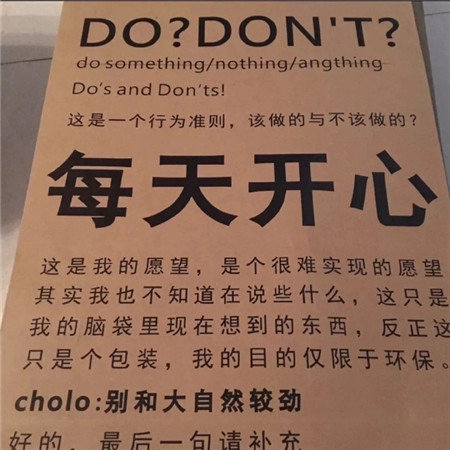 DO?DON'T?
do something/nothing/angthing
Do's and Don'ts!
这是一个行为准则，该做的与不该做的？
每天开心
这是我的愿望，是个很难实现的愿望
其实我也不知道在说些什么，这只是
我的脑袋里现在想到的东西，反正这
只是个包装，我的目的仅限于环保。
cholo:别和大自然较劲
好的，最后一句请补充